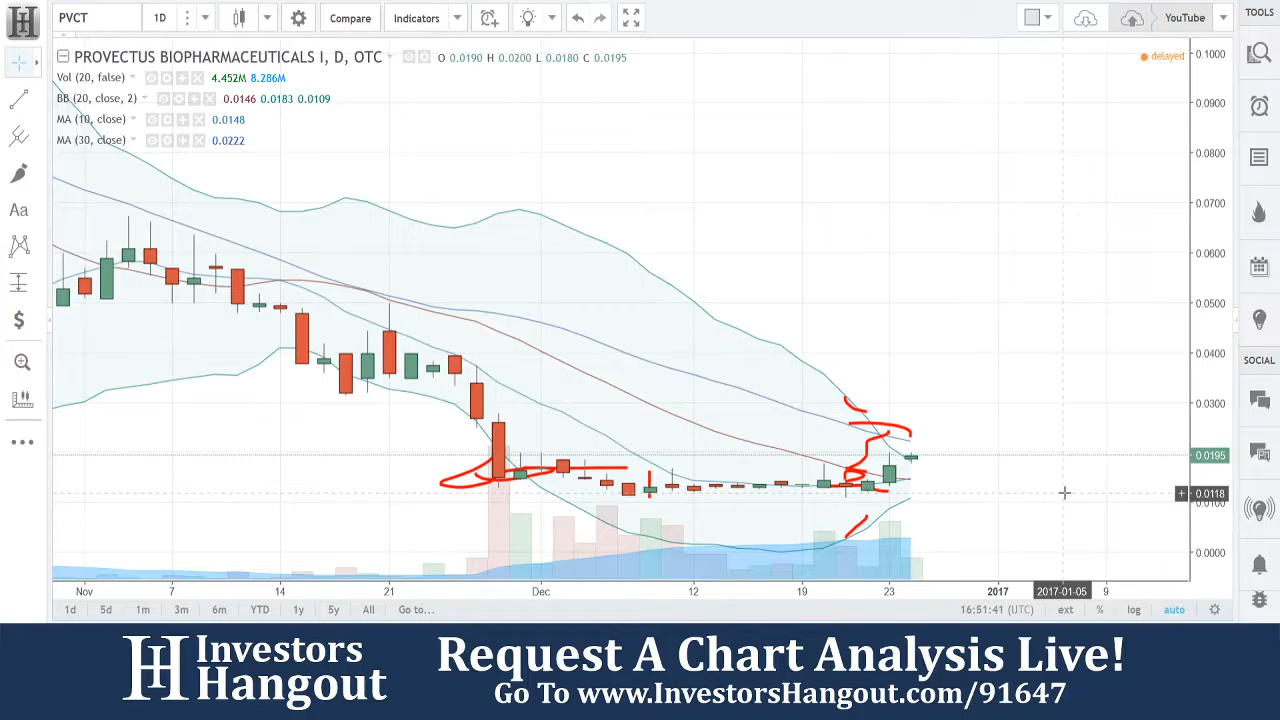 PVCT 1D Compare Indicators YouTube TOOLS
PROVECTUS BIOPHARMACEUTICALS I, D, OTC O 0.0190 H 0.0200 L 0.0180 C 0.0195
delayed
Vol (20, false) 4.452M 8.286M
BB (20, close, 2) 0.0146 0.0183 0.0109
MA (10, close) 0.0148
MA (30, close) 0.0222
0.1000
0.0900
0.0800
0.0700
0.0600
0.0500
0.0400
0.0300
0.0195
0.0118
0.0100
0.0000
Aa
$
SOCIAL
Nov 7 14 21 Dec 12 19 23 2017 2017-01-05 9
1d 5d 1m 3m 6m YTD 1y 5y All Go to... 16:51:41 (UTC) ext % log auto
H
IH Investors Hangout
Request A Chart Analysis Live!
Go To www.InvestorsHangout.com/91647